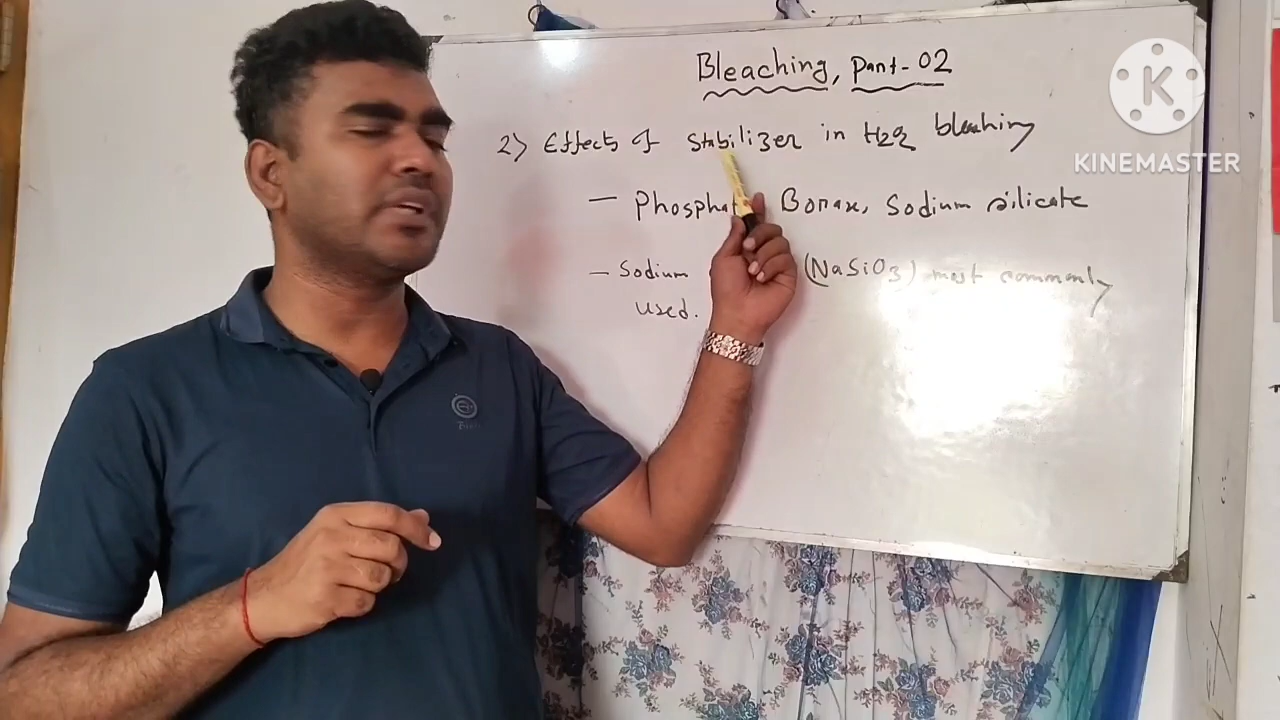 Bleaching, Part-02
KINEMASTER
2) Effects of Stabilizer in H2O2 bleaching
— Phosphate Borax, Sodium silicate
— Sodium (NaSiO3) most commonly
used.